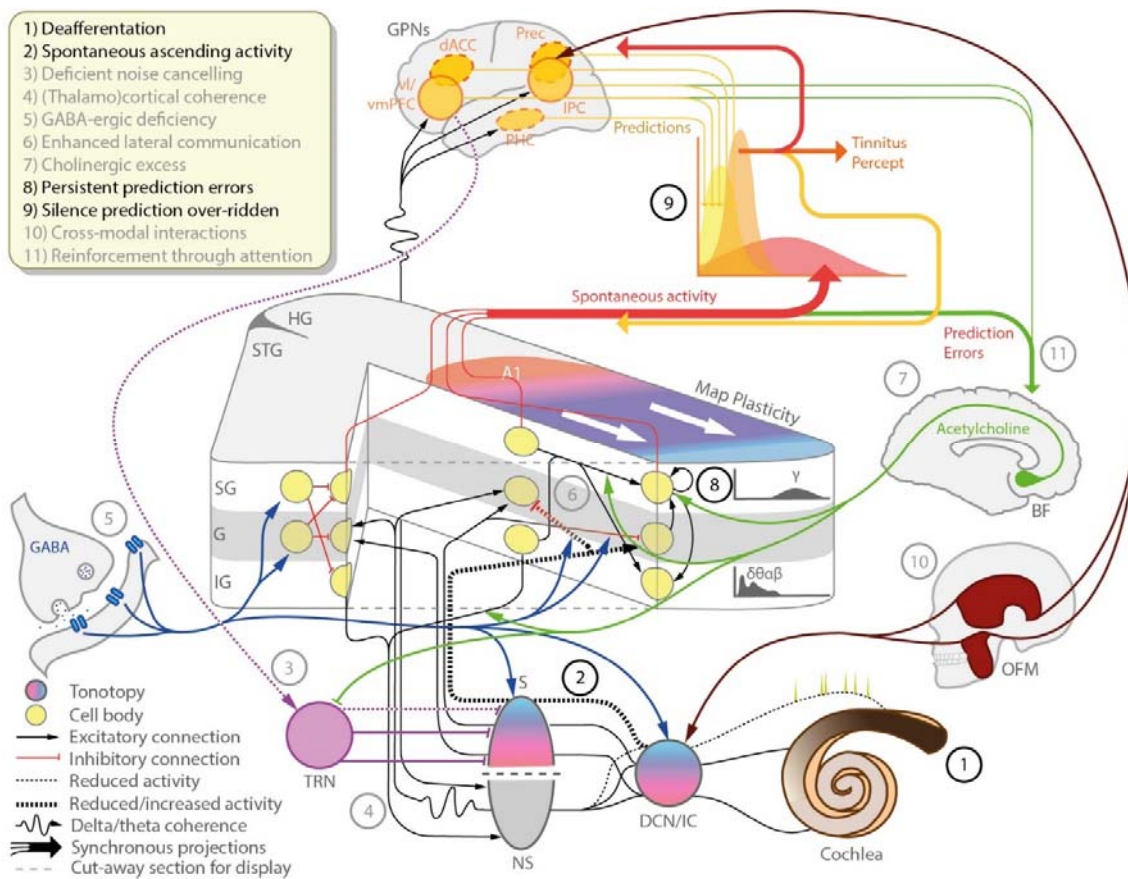 1) Deafferentation
2) Spontaneous ascending activity
3) Deficient noise cancelling
4) (Thalamo)cortical coherence
5) GABA-ergic deficiency
6) Enhanced lateral communication
7) Cholinergic excess
8) Persistent prediction errors
9) Silence prediction over-ridden
10) Cross-modal interactions
11) Reinforcement through attention
GPNs
dACC
Prec
vl/
vmPFC
IPC
PHC
Predictions
Tinnitus
Percept
9
Spontaneous activity
Prediction
Errors
11
7
HG
STG
A1
Map Plasticity
Acetylcholine
BF
SG
G
IG
6
8
γ
δθαβ
5
GABA
10
OFM
3
S
2
TRN
4
NS
DCN/IC
1
Cochlea
Tonotopy
Cell body
Excitatory connection
Inhibitory connection
Reduced activity
Reduced/increased activity
Delta/theta coherence
Synchronous projections
Cut-away section for display